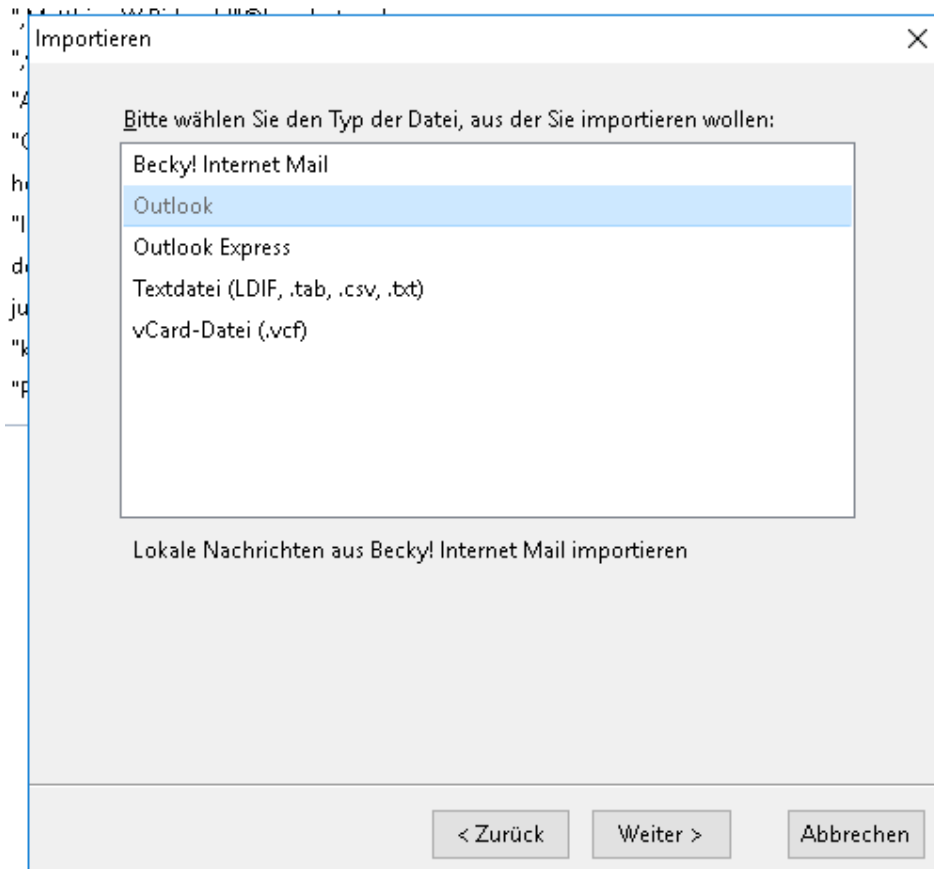 Importieren
Bitte wählen Sie den Typ der Datei, aus der Sie importieren wollen:
Becky! Internet Mail
Outlook
Outlook Express
Textdatei (LDIF, .tab, .csv, .txt)
vCard-Datei (.vcf)
Lokale Nachrichten aus Becky! Internet Mail importieren
< Zurück
Weiter >
Abbrechen